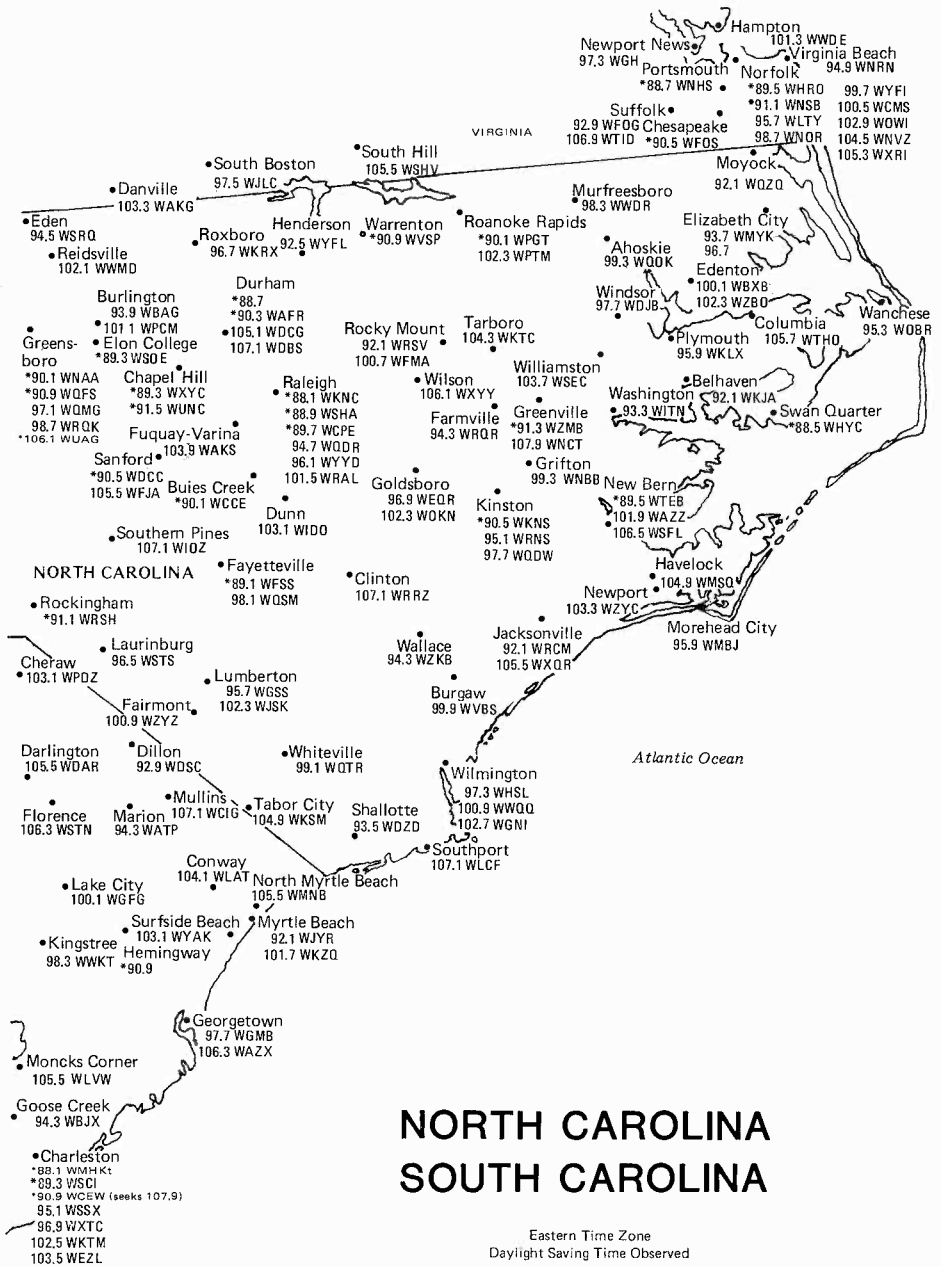 Hampton
101.3 WWDE
Newport News
97.3 WGH
Virginia Beach
94.9 WNRN
Portsmouth
*88.7 WNHS
Norfolk
*89.5 WHRO
*91.1 WNSB
95.7 WLTY
98.7 WNOR
99.7 WYFI
100.5 WCMS
102.9 WOWI
104.5 WNVZ
105.3 WXRI
Suffolk
92.9 WFOG
106.9 WTID
Chesapeake
*90.5 WFOS
VIRGINIA
South Boston
97.5 WJLC
South Hill
105.5 WSHV
Moyock
92.1 WQZQ
Danville
103.3 WAKG
Murfreesboro
98.3 WWDR
Eden
94.5 WSRQ
Reidsville
102.1 WWMD
Roxboro
96.7 WKRX
Henderson
92.5 WYFL
Warrenton
*90.9 WVSP
Roanoke Rapids
*90.1 WPGT
102.3 WPTM
Elizabeth City
93.7 WMYK
96.7
Ahoskie
99.3 WQOK
Edenton
100.1 WBXB
102.3 WZBO
Windsor
97.7 WDJB
Columbia
105.7 WTHO
Wanchese
95.3 WOBR
Burlington
93.9 WBAG
101.1 WPCM
Durham
*88.7
*90.3 WAFR
105.1 WDCG
107.1 WDBS
Rocky Mount
92.1 WRSV
100.7 WFMA
Tarboro
104.3 WKTC
Plymouth
95.9 WKLX
Greens-
boro
*90.1 WNAA
*90.9 WQFS
97.1 WQMG
98.7 WRQK
*106.1 WUAG
Elon College
*89.3 WSOE
Chapel Hill
*89.3 WXYC
*91.5 WUNC
Raleigh
*88.1 WKNC
*88.9 WSHA
*89.7 WCPE
94.7 WQDR
96.1 WYYD
101.5 WRAL
Wilson
106.1 WXYY
Williamston
103.7 WSEC
Farmville
94.3 WRQR
Greenville
*91.3 WZMB
107.9 WNCT
Washington
93.3 WITN
Belhaven
92.1 WKJA
Swan Quarter
*88.5 WHYC
Fuquay-Varina
103.9 WAKS
Sanford
*90.5 WDCC
105.5 WFJA
Buies Creek
*90.1 WCCE
Dunn
103.1 WIDO
Goldsboro
96.9 WEQR
102.3 WOKN
Grifton
99.3 WNBB
Kinston
*90.5 WKNS
95.1 WRNS
97.7 WQDW
New Bern
*89.5 WTEB
101.9 WAZZ
106.5 WSFL
Southern Pines
107.1 WIOZ
NORTH CAROLINA
Fayetteville
*89.1 WFSS
98.1 WQSM
Clinton
107.1 WRRZ
Havelock
104.9 WMSQ
Newport
103.3 WZYC
Morehead City
95.9 WMBJ
Rockingham
*91.1 WRSH
Laurinburg
96.5 WSTS
Wallace
94.3 WZKB
Jacksonville
92.1 WRCM
105.5 WXQR
Cheraw
103.1 WPDZ
Lumberton
95.7 WGSS
102.3 WJSK
Burgaw
99.9 WVBS
Fairmont
100.9 WZYZ
Darlington
105.5 WDAR
Dillon
92.9 WDSC
Whiteville
99.1 WQTR
Atlantic Ocean
Wilmington
97.3 WHSL
100.9 WWQQ
102.7 WGNI
Florence
106.3 WSTN
Marion
94.3 WATP
Mullins
107.1 WCIG
Tabor City
104.9 WKSM
Shallotte
93.5 WDZD
Southport
107.1 WLCF
Lake City
100.1 WGFG
Conway
104.1 WLAT
North Myrtle Beach
105.5 WMNB
Surfside Beach
103.1 WYAK
Myrtle Beach
92.1 WJYR
101.7 WKZQ
Kingstree
98.3 WWKT
Hemingway
*90.9
Georgetown
97.7 WGMB
106.3 WAZX
Moncks Corner
105.5 WLVW
Goose Creek
94.3 WBJX
Charleston
*88.1 WMHKt
*89.3 WSCI
*90.9 WCEW (seeks 107.9)
95.1 WSSX
96.9 WXTC
102.5 WKTM
103.5 WEZL
NORTH CAROLINA
SOUTH CAROLINA
Eastern Time Zone
Daylight Saving Time Observed